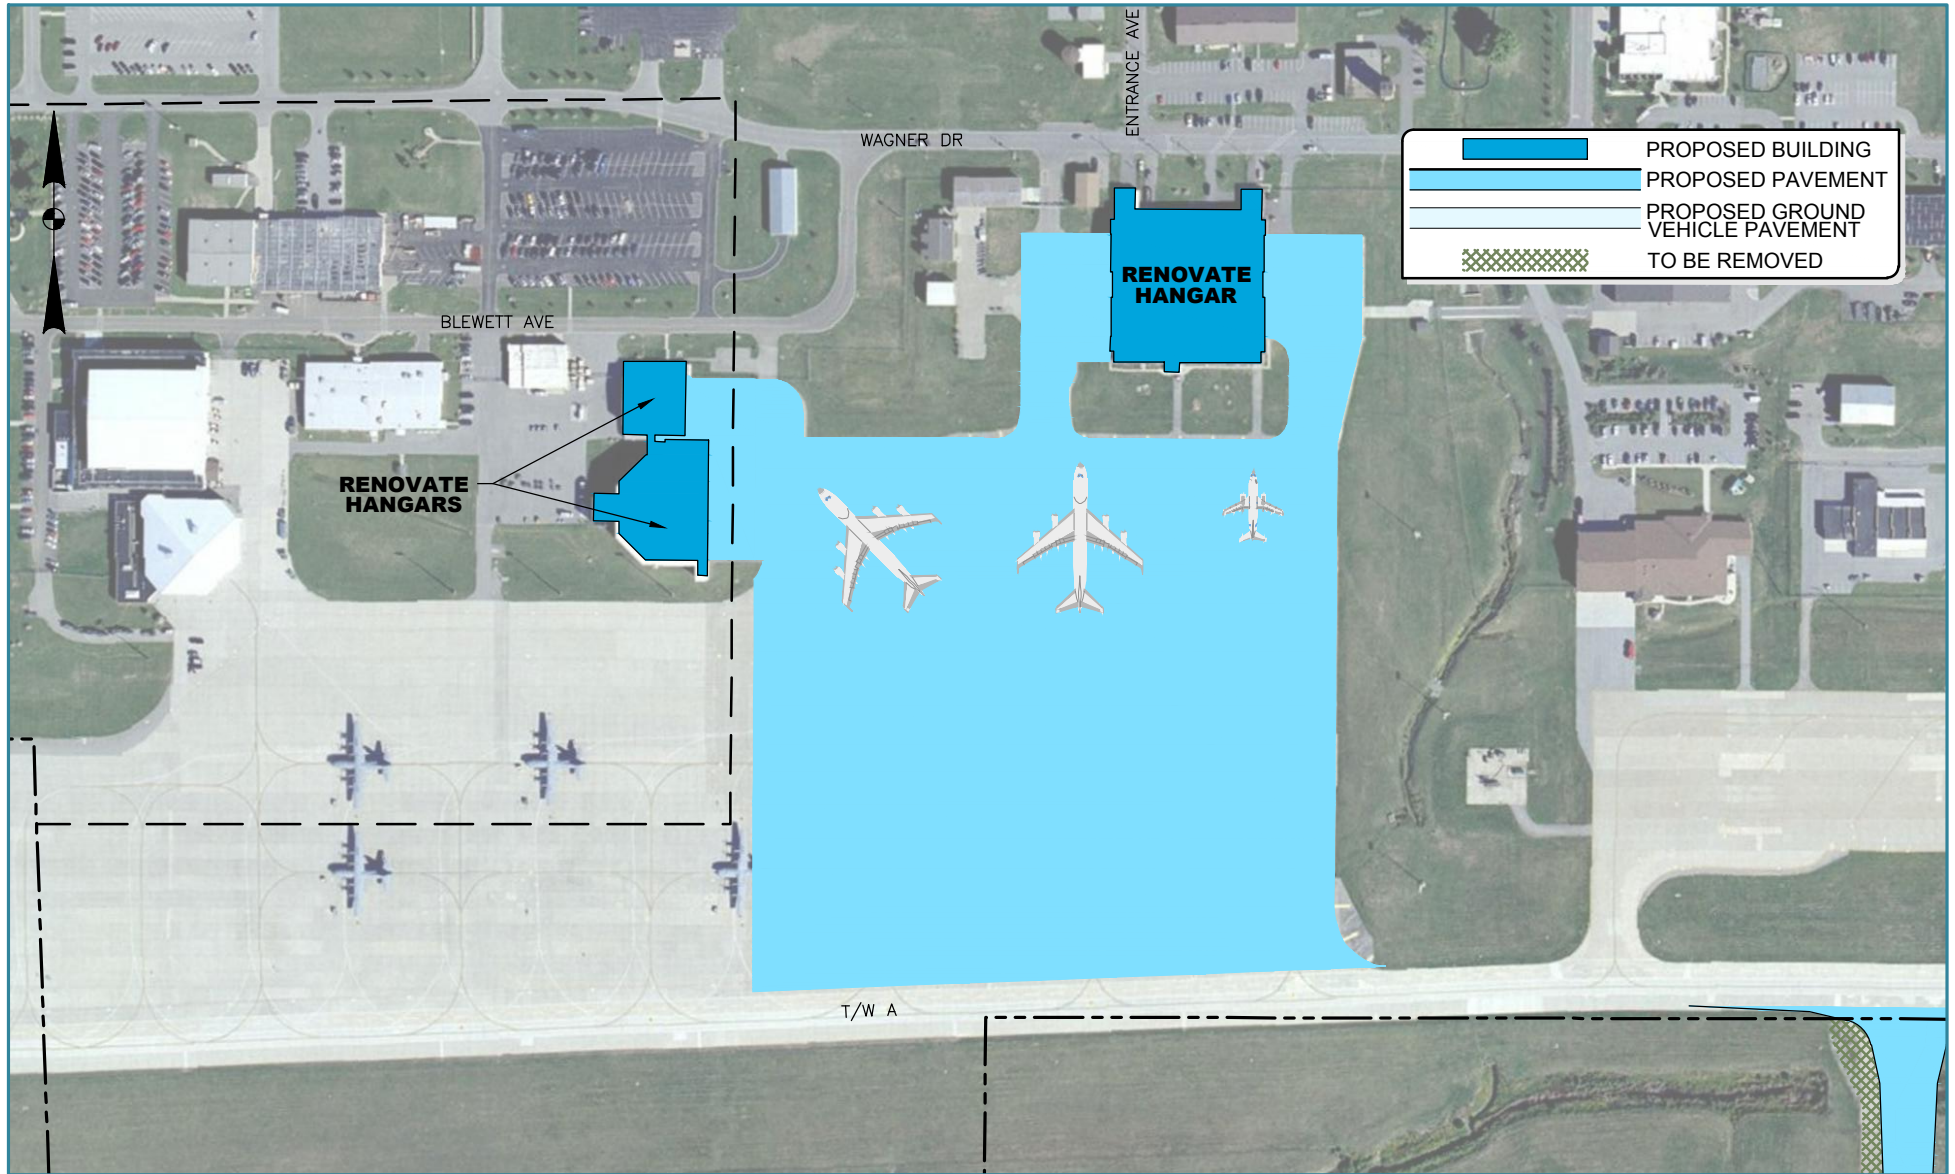 ENTRANCE AVE
WAGNER DR
PROPOSED BUILDING
PROPOSED PAVEMENT
PROPOSED GROUND
VEHICLE PAVEMENT
TO BE REMOVED
RENOVATE
HANGAR
BLEWETT AVE
RENOVATE
HANGARS
T/W A